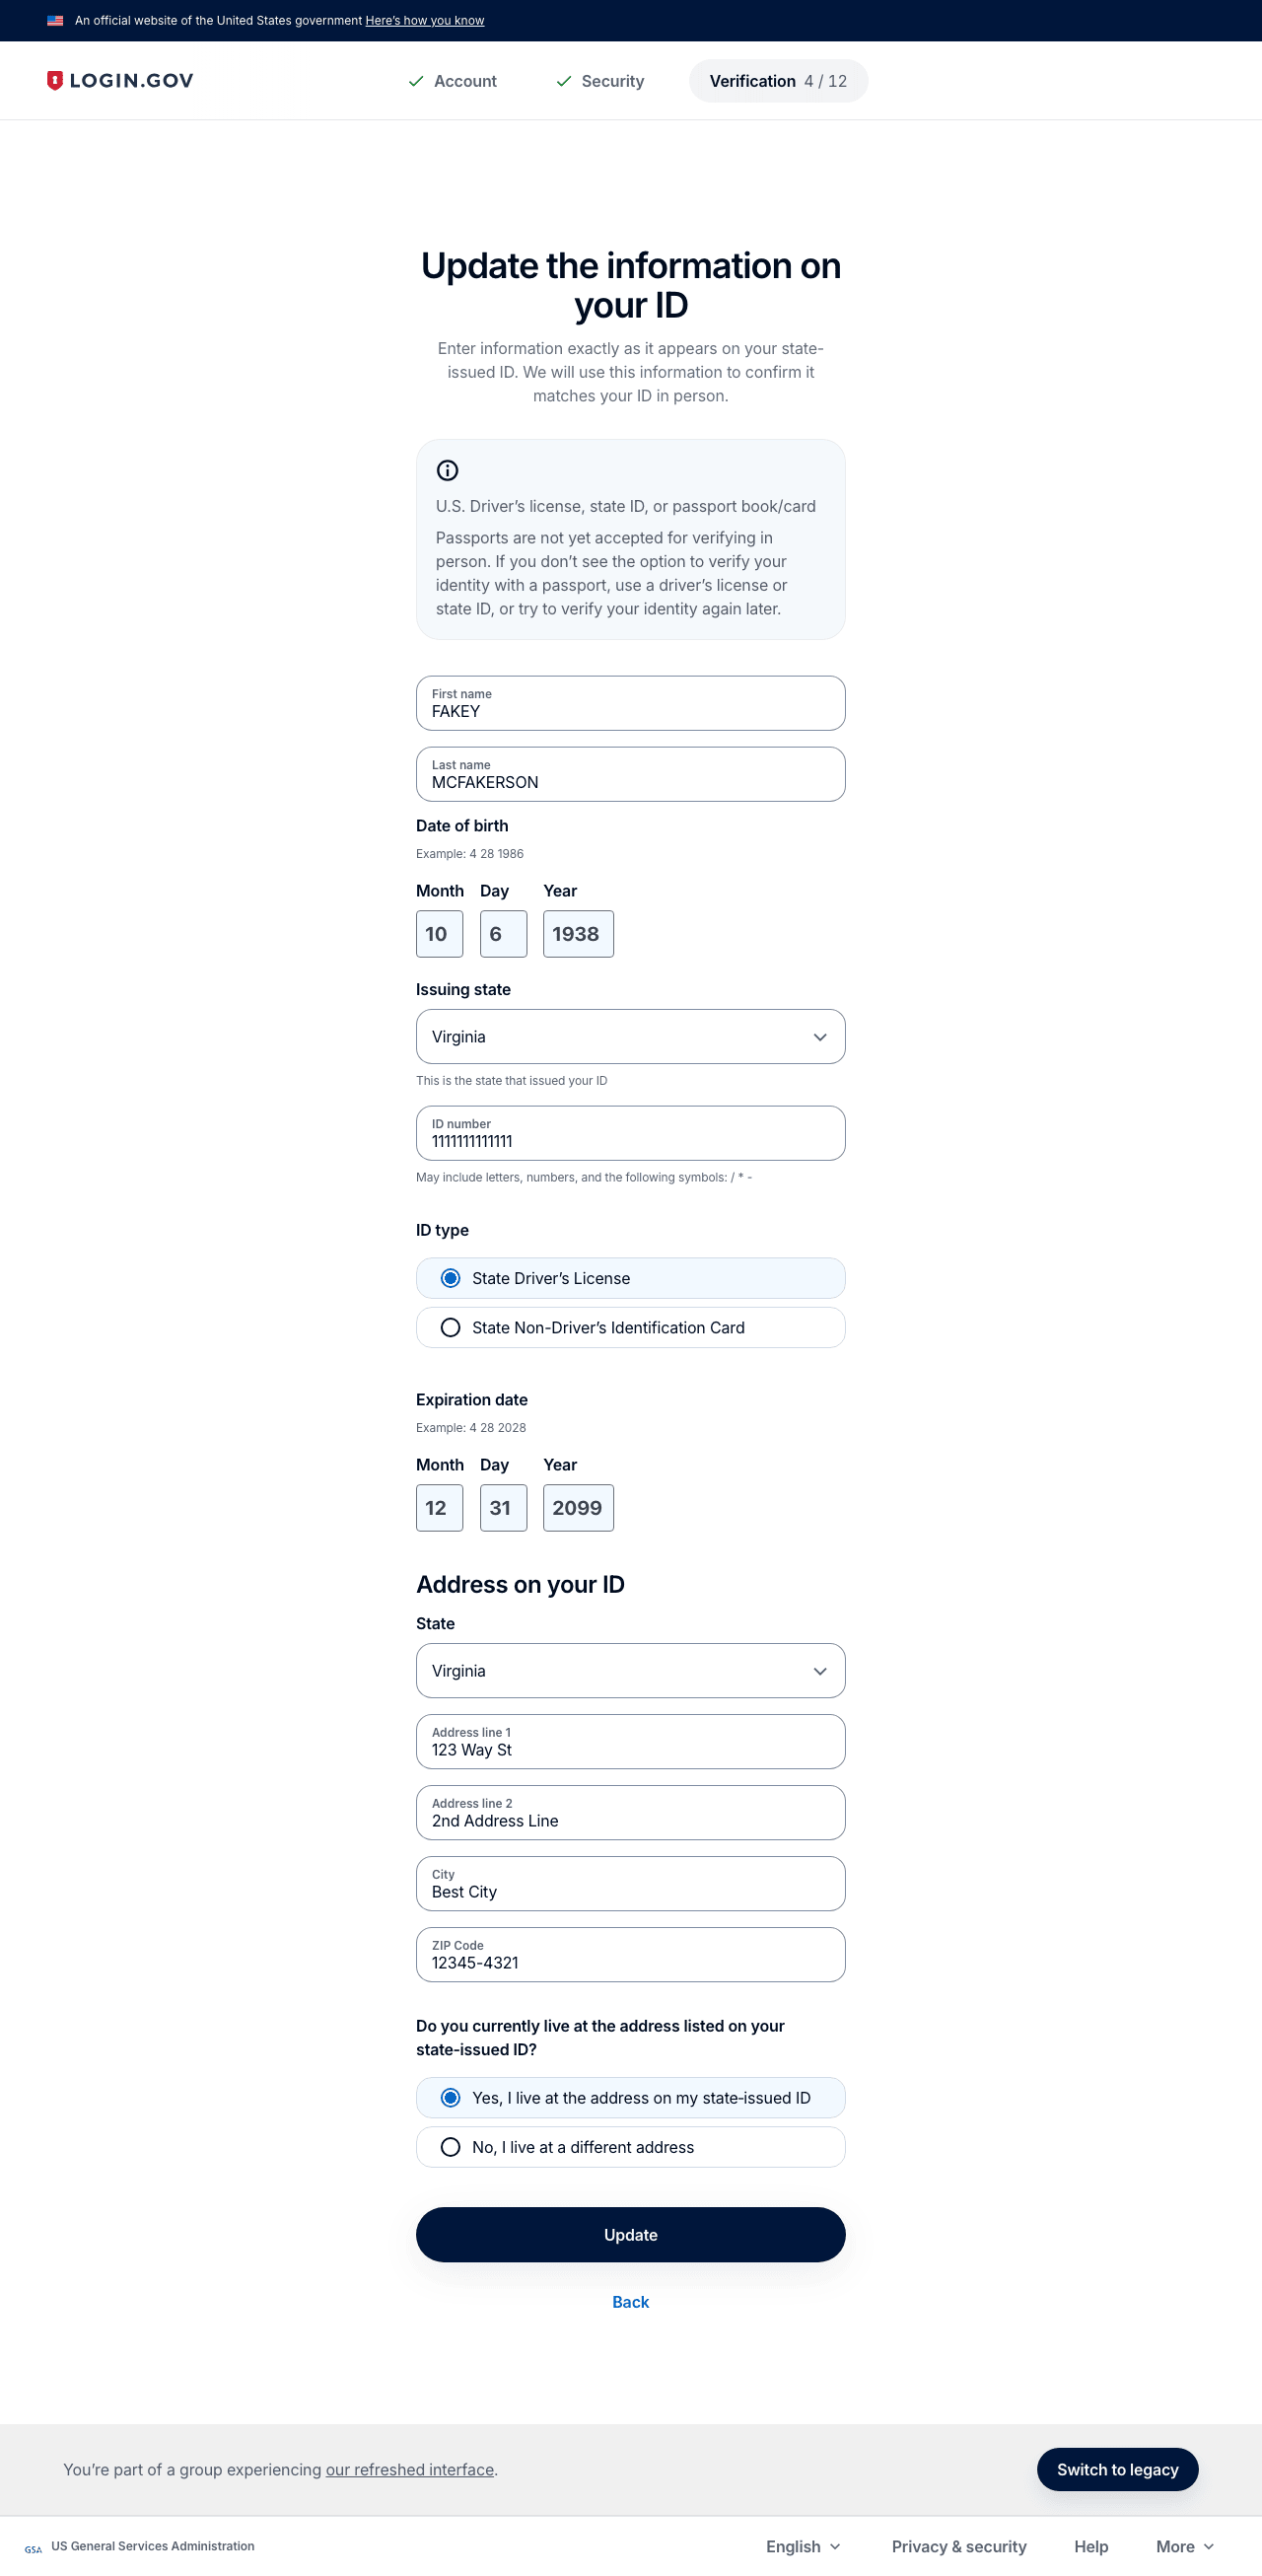 An official website of the United States government Here’s how you know
LOGIN.GOV
Account
Security
Verification 4 / 12
Update the information on
your ID
Enter information exactly as it appears on your state-
issued ID. We will use this information to confirm it
matches your ID in person.
U.S. Driver’s license, state ID, or passport book/card
Passports are not yet accepted for verifying in
person. If you don’t see the option to verify your
identity with a passport, use a driver’s license or
state ID, or try to verify your identity again later.
First name
FAKEY
Last name
MCFAKERSON
Date of birth
Example: 4 28 1986
Month Day Year
10 6 1938
Issuing state
Virginia
This is the state that issued your ID
ID number
1111111111111
May include letters, numbers, and the following symbols: / * -
ID type
State Driver’s License
State Non-Driver’s Identification Card
Expiration date
Example: 4 28 2028
Month Day Year
12 31 2099
Address on your ID
State
Virginia
Address line 1
123 Way St
Address line 2
2nd Address Line
City
Best City
ZIP Code
12345-4321
Do you currently live at the address listed on your
state-issued ID?
Yes, I live at the address on my state-issued ID
No, I live at a different address
Update
Back
You’re part of a group experiencing our refreshed interface.
Switch to legacy
GSA US General Services Administration
English
Privacy & security
Help
More